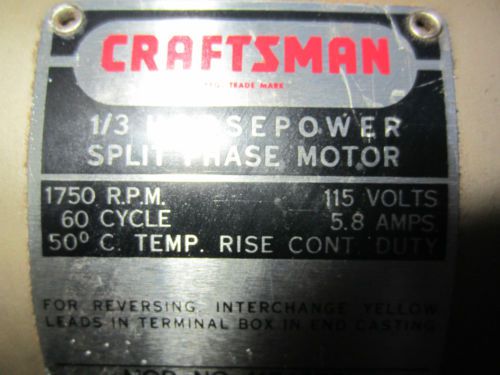 CRAFTSMAN
REG. TRADE MARK
1/3 HORSEPOWER
SPLIT PHASE MOTOR
1750 R.P.M. 115 VOLTS
60 CYCLE 5.8 AMPS.
50° C. TEMP. RISE CONT. DUTY
FOR REVERSING, INTERCHANGE YELLOW
LEADS IN TERMINAL BOX IN END CASTING